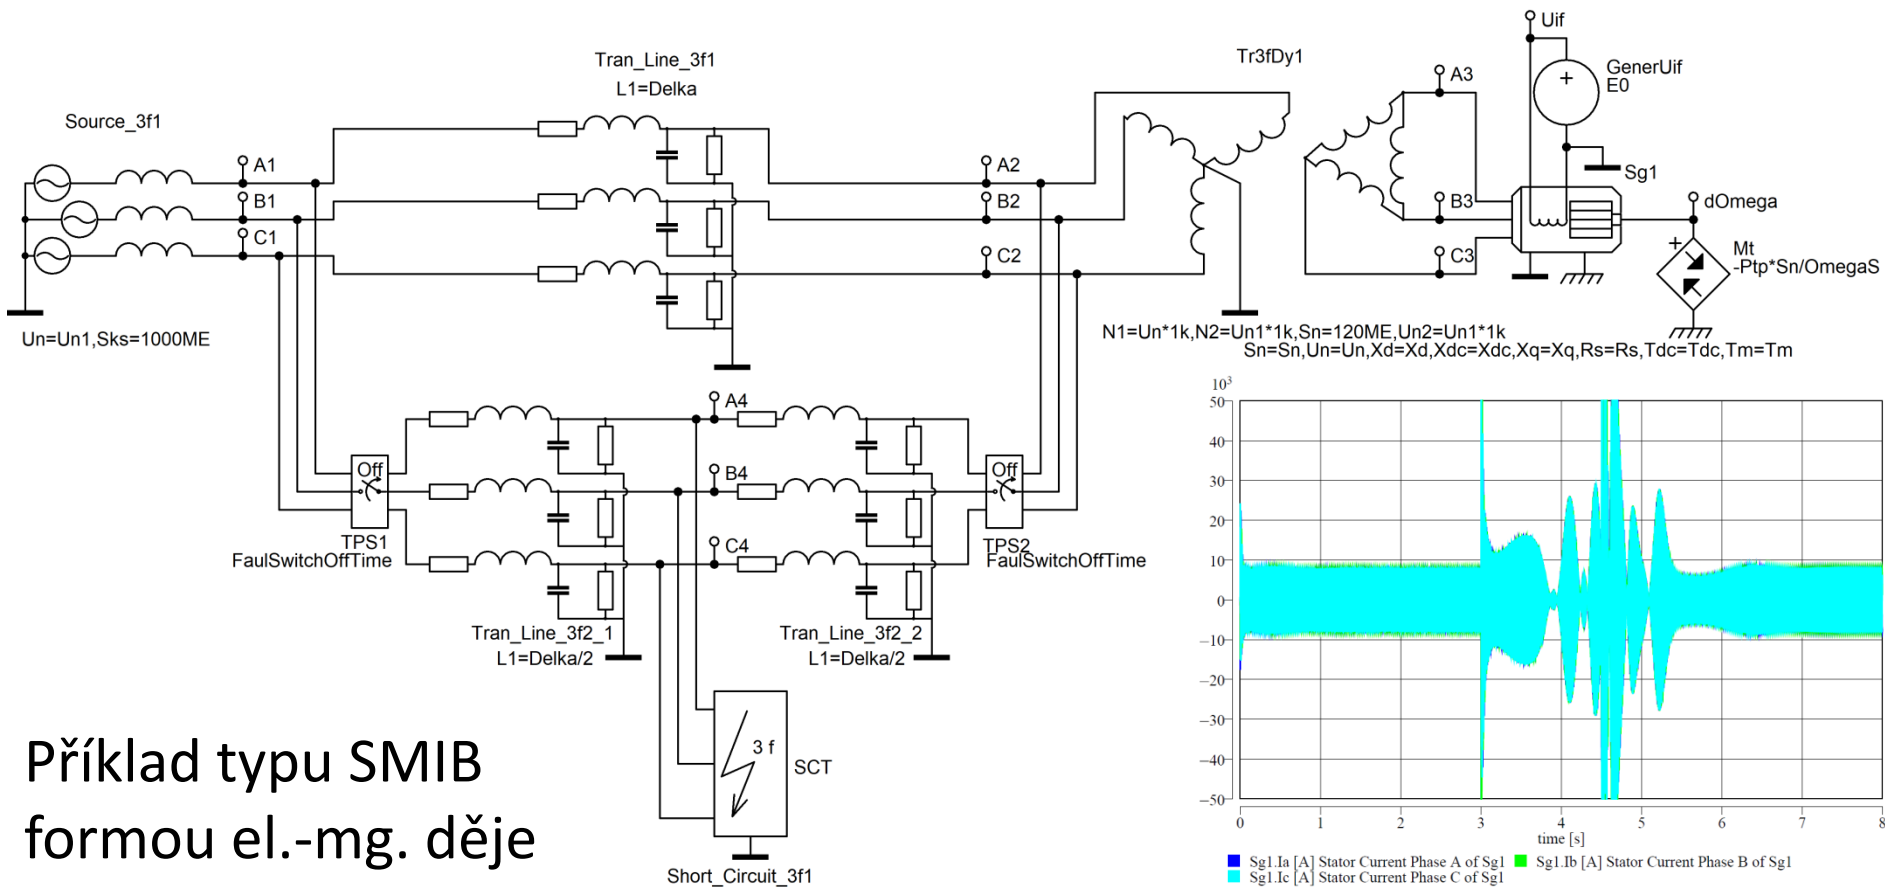 Uif
Tran_Line_3f1
L1=Delka
Tr3fDy1
A3
GenerUif
E0
+
Source_3f1
A1
A2
Sg1
B1
B2
B3
dOmega
C1
C2
C3
+
Mt
-Ptp*Sn/OmegaS
Un=Un1,Sks=1000ME
N1=Un*1k,N2=Un1*1k,Sn=120ME,Un2=Un1*1k
Sn=Sn,Un=Un,Xd=Xd,Xdc=Xdc,Xq=Xq,Rs=Rs,Tdc=Tdc,Tm=Tm
A4
Off
B4
Off
TPS1
FaulSwitchOffTime
C4
TPS2
FaulSwitchOffTime
Tran_Line_3f2_1
L1=Delka/2
Tran_Line_3f2_2
L1=Delka/2
3 f
SCT
Short_Circuit_3f1
Příklad typu SMIB
formou el.-mg. děje
10³
50
40
30
20
10
0
−10
−20
−30
−40
−50
0 1 2 3 4 5 6 7 8
time [s]
Sg1.Ia [A] Stator Current Phase A of Sg1 Sg1.Ib [A] Stator Current Phase B of Sg1
Sg1.Ic [A] Stator Current Phase C of Sg1